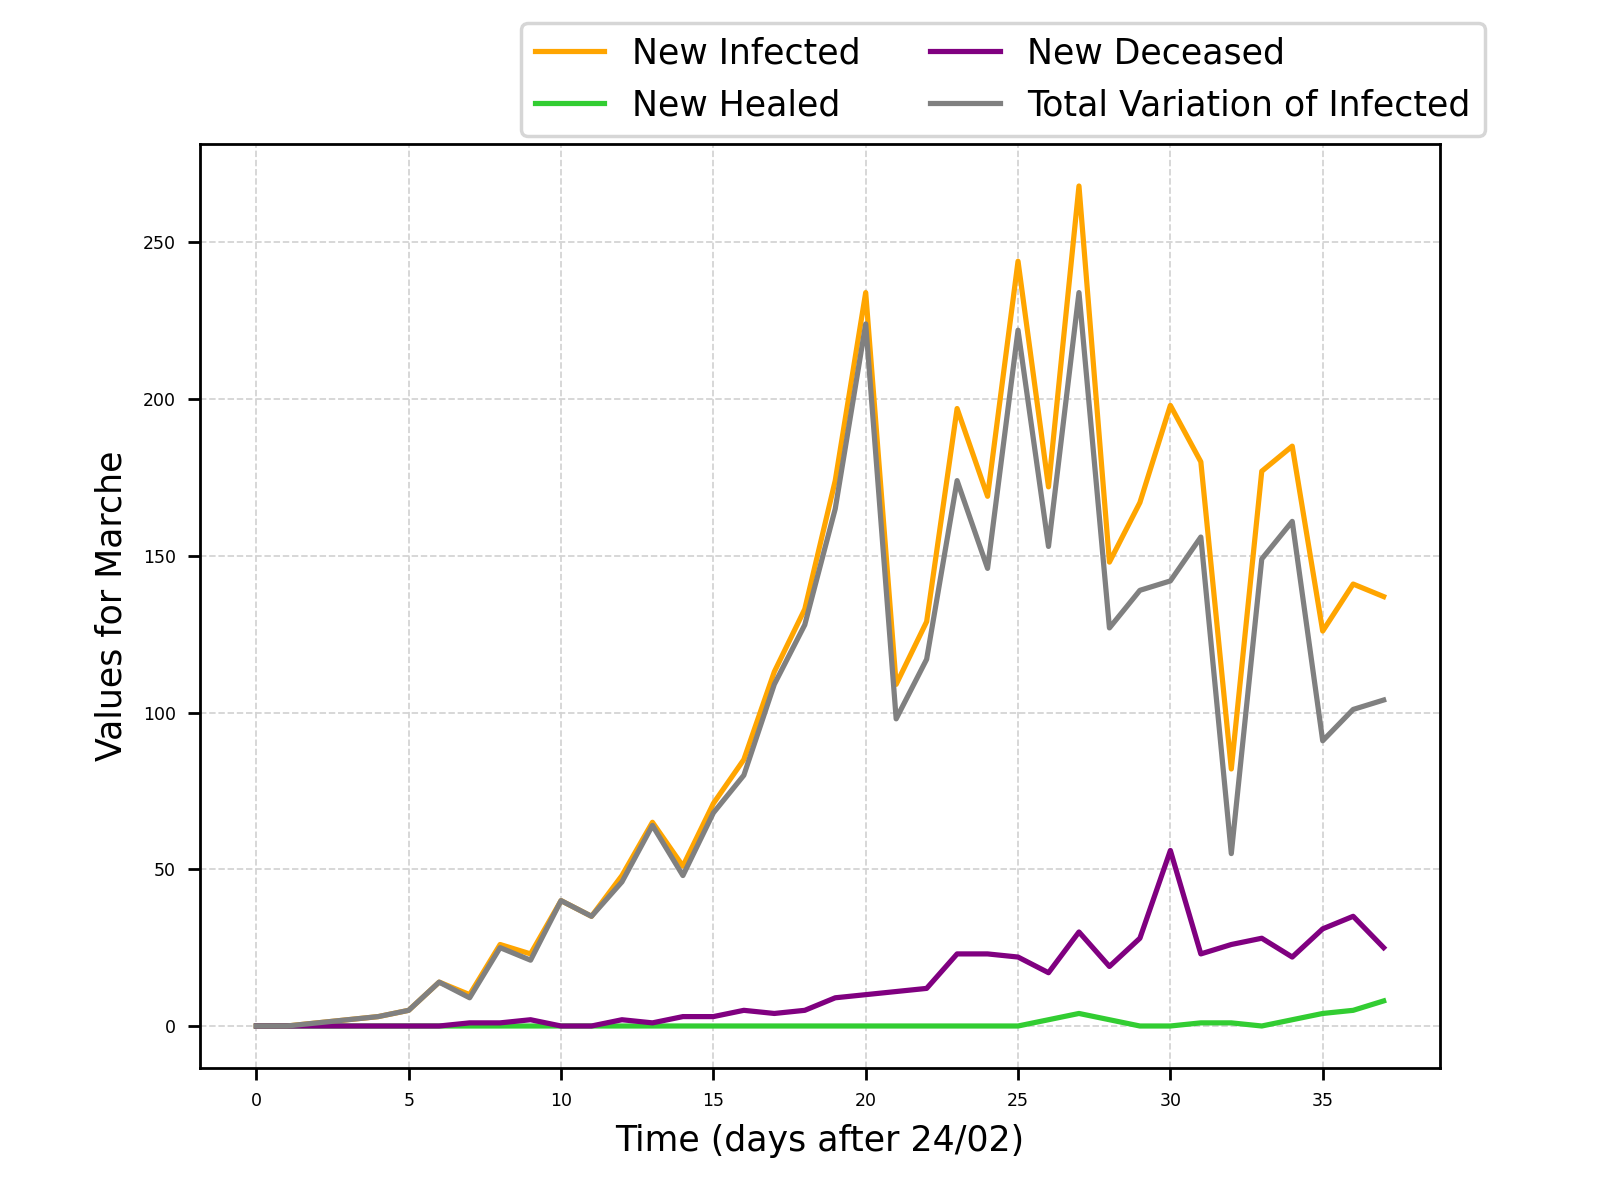 New Infected
New Healed
New Deceased
Total Variation of Infected
Values for Marche
250
200
150
100
50
0
0 5 10 15 20 25 30 35
Time (days after 24/02)